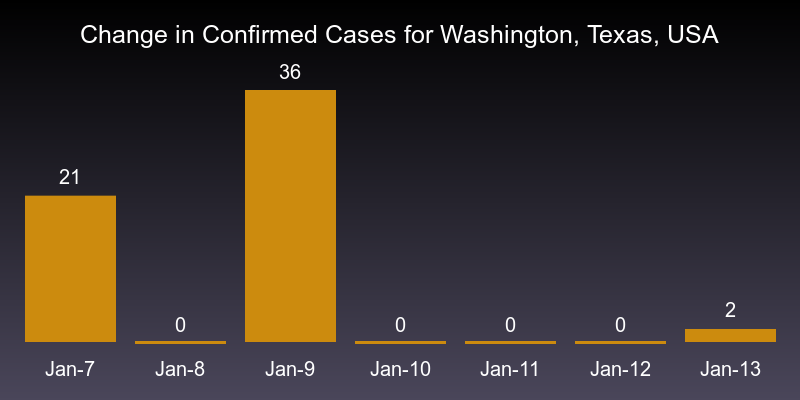 Change in Confirmed Cases for Washington, Texas, USA
36
21
0
0
0
0
2
Jan-7
Jan-8
Jan-9
Jan-10
Jan-11
Jan-12
Jan-13